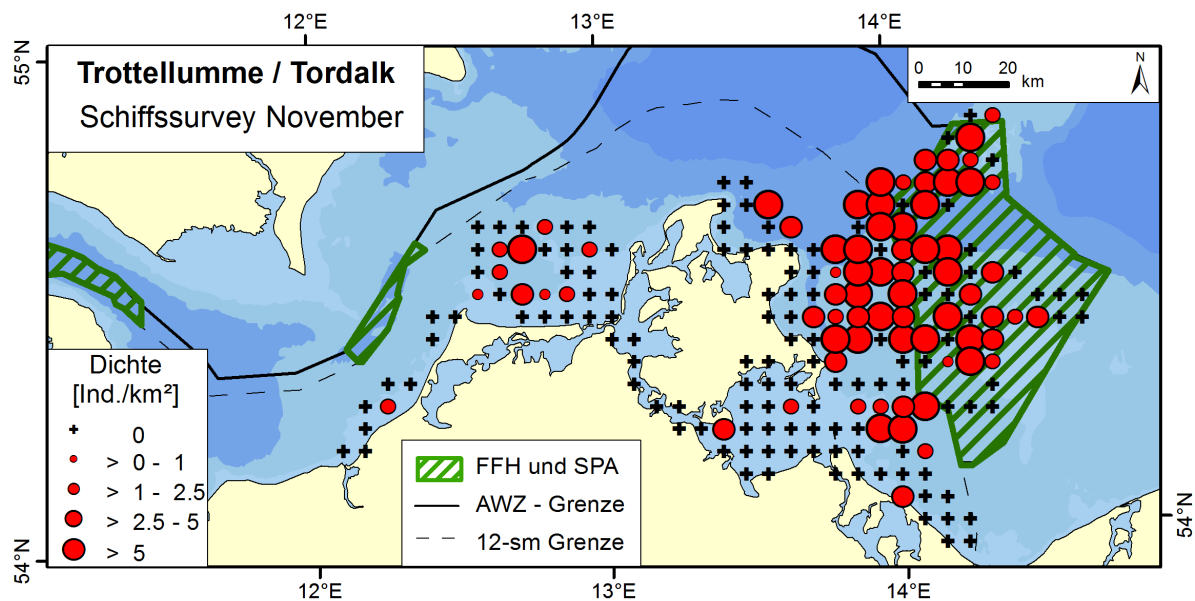 12°E
13°E
14°E
55°N
Trottellumme / Tordalk
Schiffssurvey November
0 10 20
km
N
Dichte
[Ind./km²]
0
> 0 - 1
> 1 - 2.5
> 2.5 - 5
> 5
FFH und SPA
AWZ - Grenze
12-sm Grenze
54°N
54°N
12°E
13°E
14°E